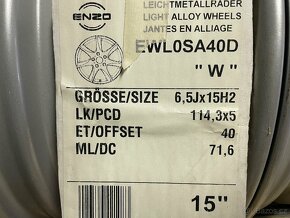 LEICHTMETALLRÄDER
LIGHT ALLOY WHEELS
JANTES EN ALLIAGE
ENZO
EWL0SA40D
"W"
GRÖSSE/SIZE 6,5Jx15H2
LK/PCD 114,3x5
ET/OFFSET 40
ML/DC 71,6
15"